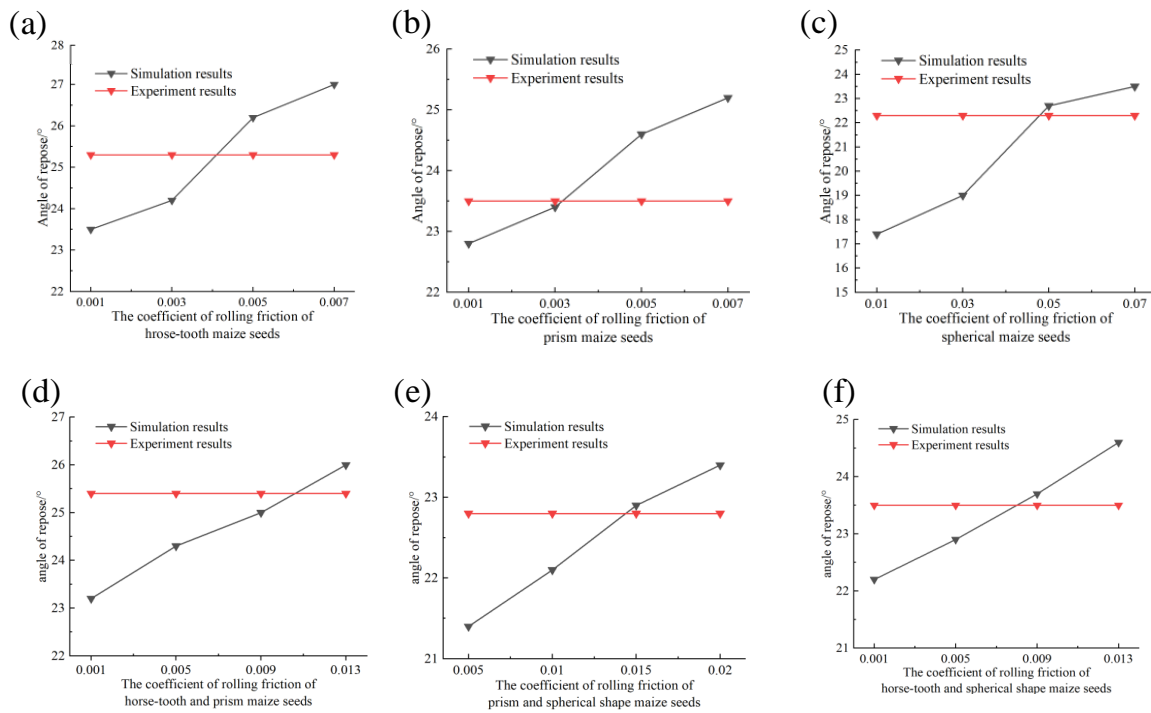 (a)
28
27
26
25
24
23
22
Angle of repose/°
Simulation results
Experiment results
0.001 0.003 0.005 0.007
The coefficient of rolling friction of
hrose-tooth maize seeds
(b)
26
25
24
23
22
Angle of repose/°
Simulation results
Experiment results
0.001 0.003 0.005 0.007
The coefficient of rolling friction of
prism maize seeds
(c)
25
24
23
22
21
20
19
18
17
16
15
Angle of repose/°
Simulation results
Experiment results
0.01 0.03 0.05 0.07
The coefficient of rolling friction of
spherical maize seeds
(d)
27
26
25
24
23
22
angle of repose/°
Simulation results
Experiment results
0.001 0.005 0.009 0.013
The coefficient of rolling friction of
horse-tooth and prism maize seeds
(e)
24
23
22
21
angle of repose/°
Simulation results
Experiment results
0.005 0.01 0.015 0.02
The coefficient of rolling friction of
prism and spherical shape maize seeds
(f)
25
24
23
22
21
angle of repose/°
Simulation results
Experiment results
0.001 0.005 0.009 0.013
The coefficient of rolling friction of
horse-tooth and spherical shape maize seeds